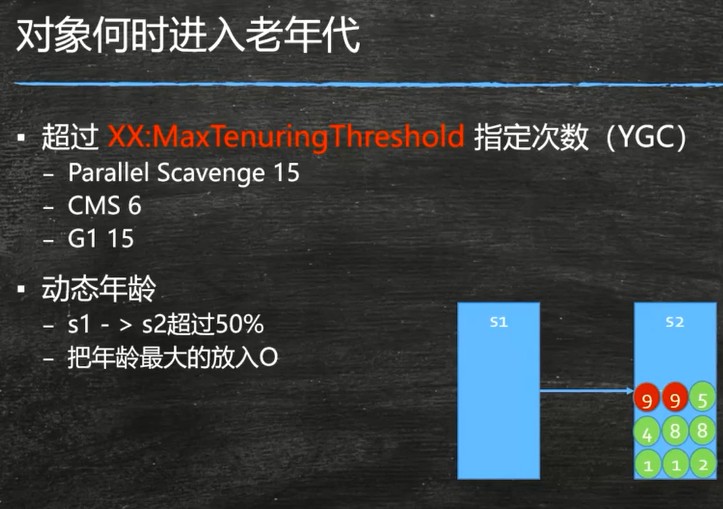 对象何时进入老年代
▪ 超过 XX:MaxTenuringThreshold 指定次数（YGC）
– Parallel Scavenge 15
– CMS 6
– G1 15
▪ 动态年龄
– s1 - > s2超过50%
– 把年龄最大的放入O
s1
s2
9 9 5
4 8 8
1 1 2